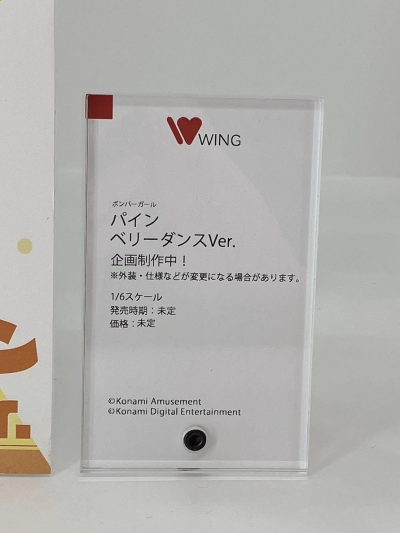 WING
ボンバーガール
パイン
ベリーダンスVer.
企画制作中！
※外装・仕様などが変更になる場合があります。
1/6スケール
発売時期：未定
価格：未定
©Konami Amusement
©Konami Digital Entertainment